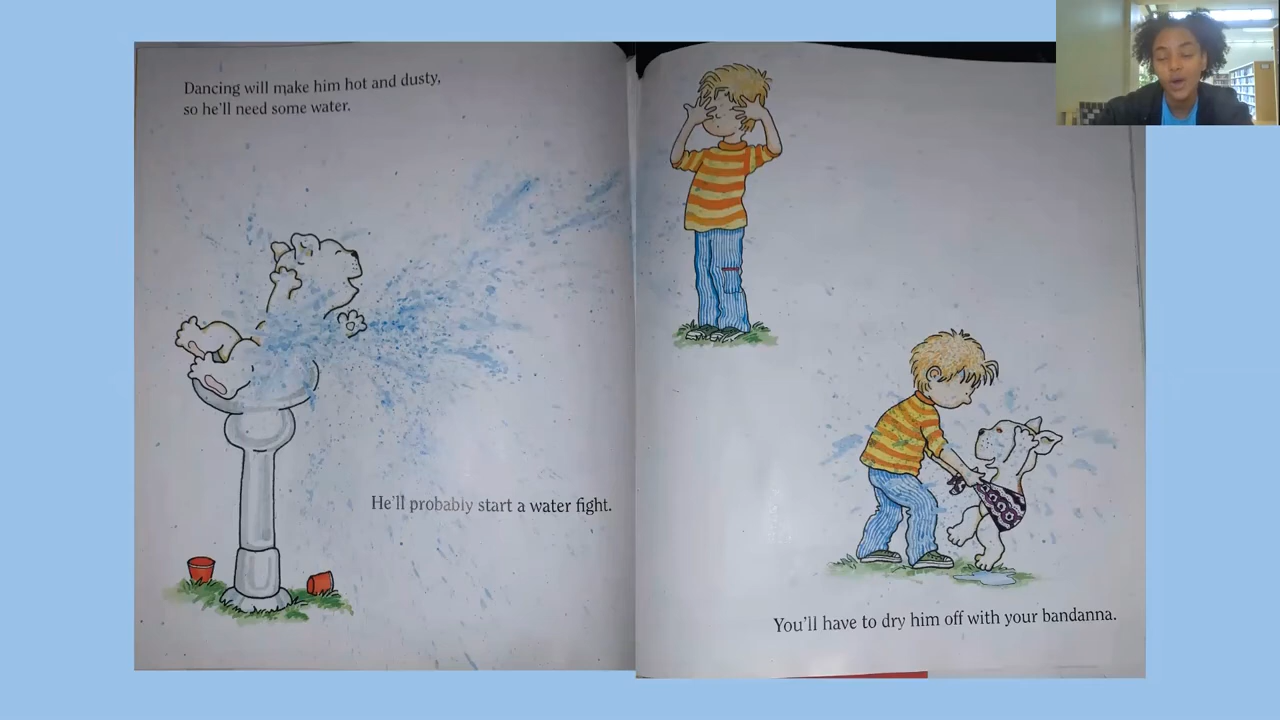 Dancing will make him hot and dusty,
so he'll need some water.
He'll probably start a water fight.
You'll have to dry him off with your bandanna.